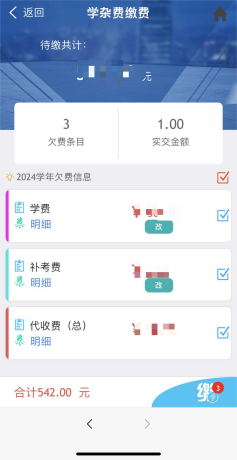 返回 学杂费缴费
待缴共计：
元
3 1.00
欠费条目 实交金额
2024学年欠费信息
学费
明细
改
补考费
明细
改
代收费（总）
明细
合计542.00 元
缴
3
?